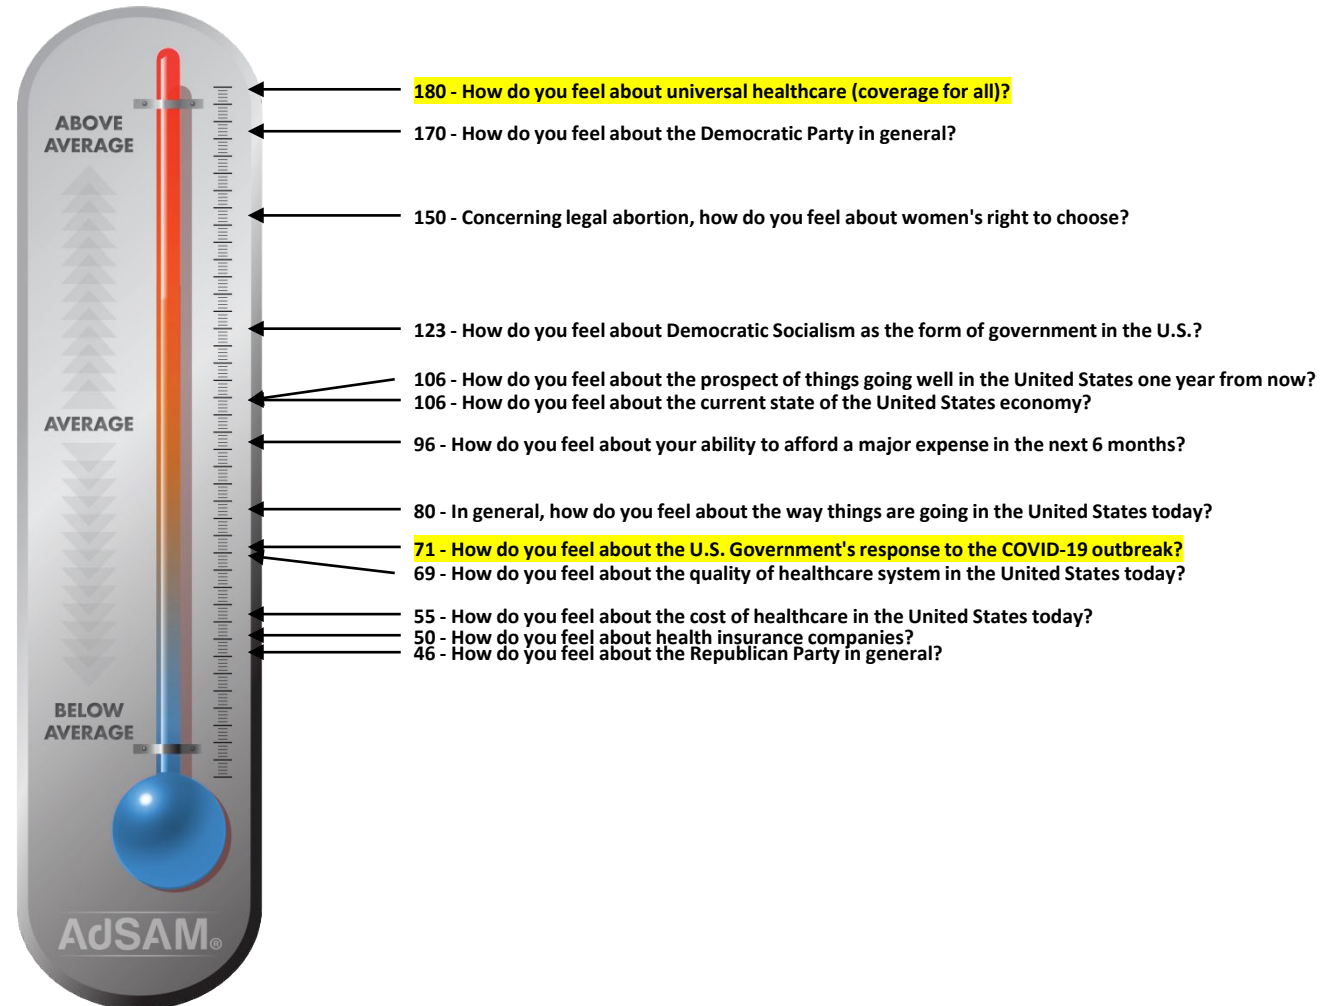 180 - How do you feel about universal healthcare (coverage for all)?
ABOVE
AVERAGE
170 - How do you feel about the Democratic Party in general?
150 - Concerning legal abortion, how do you feel about women's right to choose?
123 - How do you feel about Democratic Socialism as the form of government in the U.S.?
106 - How do you feel about the prospect of things going well in the United States one year from now?
106 - How do you feel about the current state of the United States economy?
AVERAGE
96 - How do you feel about your ability to afford a major expense in the next 6 months?
80 - In general, how do you feel about the way things are going in the United States today?
71 - How do you feel about the U.S. Government's response to the COVID-19 outbreak?
69 - How do you feel about the quality of healthcare system in the United States today?
55 - How do you feel about the cost of healthcare in the United States today?
50 - How do you feel about health insurance companies?
46 - How do you feel about the Republican Party in general?
BELOW
AVERAGE
AdSAM®